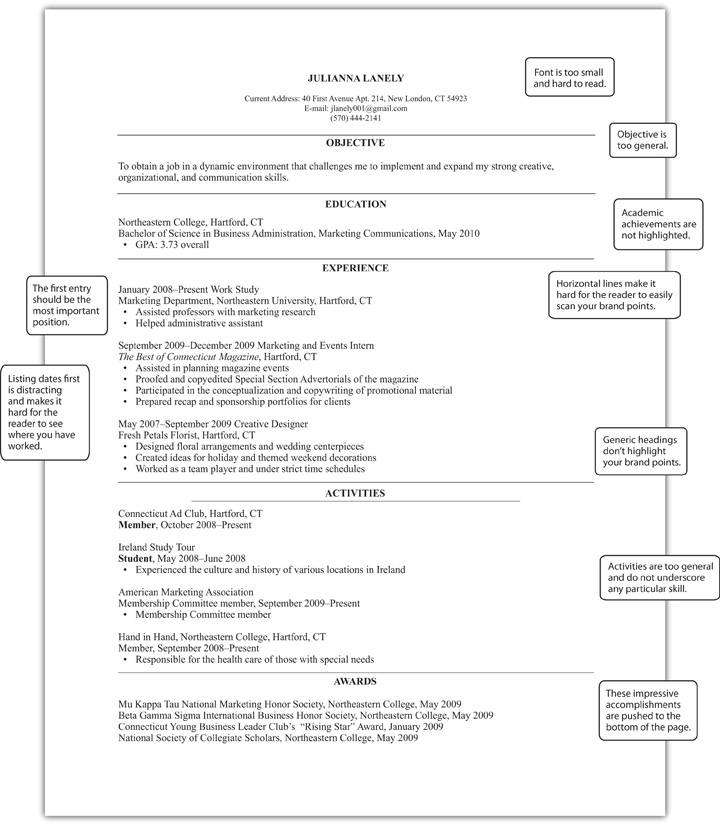 JULIANNA LANELY
Font is too small
and hard to read.
Current Address: 40 First Avenue Apt. 214, New London, CT 54923
E-mail: jlanely001@gmail.com
(570) 444-2141
Objective is
too general.
OBJECTIVE
To obtain a job in a dynamic environment that challenges me to implement and expand my strong creative,
organizational, and communication skills.
EDUCATION
Academic
achievements are
not highlighted.
Northeastern College, Hartford, CT
Bachelor of Science in Business Administration, Marketing Communications, May 2010
• GPA: 3.73 overall
EXPERIENCE
Horizontal lines make it
hard for the reader to easily
scan your brand points.
The first entry
should be the
most important
position.
January 2008–Present Work Study
Marketing Department, Northeastern University, Hartford, CT
• Assisted professors with marketing research
• Helped administrative assistant
Listing dates first
is distracting
and makes it
hard for the
reader to see
where you have
worked.
September 2009–December 2009 Marketing and Events Intern
The Best of Connecticut Magazine, Hartford, CT
• Assisted in planning magazine events
• Proofed and copyedited Special Section Advertorials of the magazine
• Participated in the conceptualization and copywriting of promotional material
• Prepared recap and sponsorship portfolios for clients
May 2007–September 2009 Creative Designer
Fresh Petals Florist, Hartford, CT
• Designed floral arrangements and wedding centerpieces
• Created ideas for holiday and themed weekend decorations
• Worked as a team player and under strict time schedules
Generic headings
don't highlight
your brand points.
ACTIVITIES
Connecticut Ad Club, Hartford, CT
Member, October 2008–Present
Ireland Study Tour
Student, May 2008–June 2008
• Experienced the culture and history of various locations in Ireland
Activities are too general
and do not underscore
any particular skill.
American Marketing Association
Membership Committee member, September 2009–Present
• Membership Committee member
Hand in Hand, Northeastern College, Hartford, CT
Member, September 2008–Present
• Responsible for the health care of those with special needs
AWARDS
These impressive
accomplishments
are pushed to the
bottom of the page.
Mu Kappa Tau National Marketing Honor Society, Northeastern College, May 2009
Beta Gamma Sigma International Business Honor Society, Northeastern College, May 2009
Connecticut Young Business Leader Club's "Rising Star" Award, January 2009
National Society of Collegiate Scholars, Northeastern College, May 2009